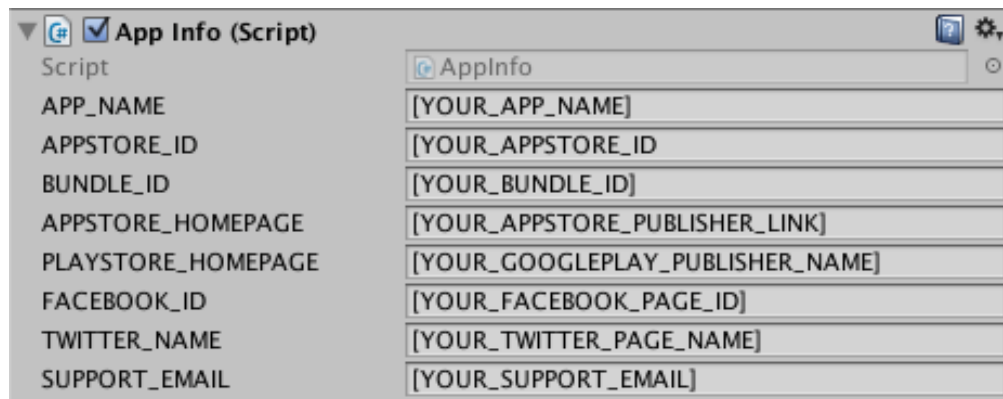 App Info (Script)
Script AppInfo
APP_NAME [YOUR_APP_NAME]
APPSTORE_ID [YOUR_APPSTORE_ID
BUNDLE_ID [YOUR_BUNDLE_ID]
APPSTORE_HOMEPAGE [YOUR_APPSTORE_PUBLISHER_LINK]
PLAYSTORE_HOMEPAGE [YOUR_GOOGLEPLAY_PUBLISHER_NAME]
FACEBOOK_ID [YOUR_FACEBOOK_PAGE_ID]
TWITTER_NAME [YOUR_TWITTER_PAGE_NAME]
SUPPORT_EMAIL [YOUR_SUPPORT_EMAIL]